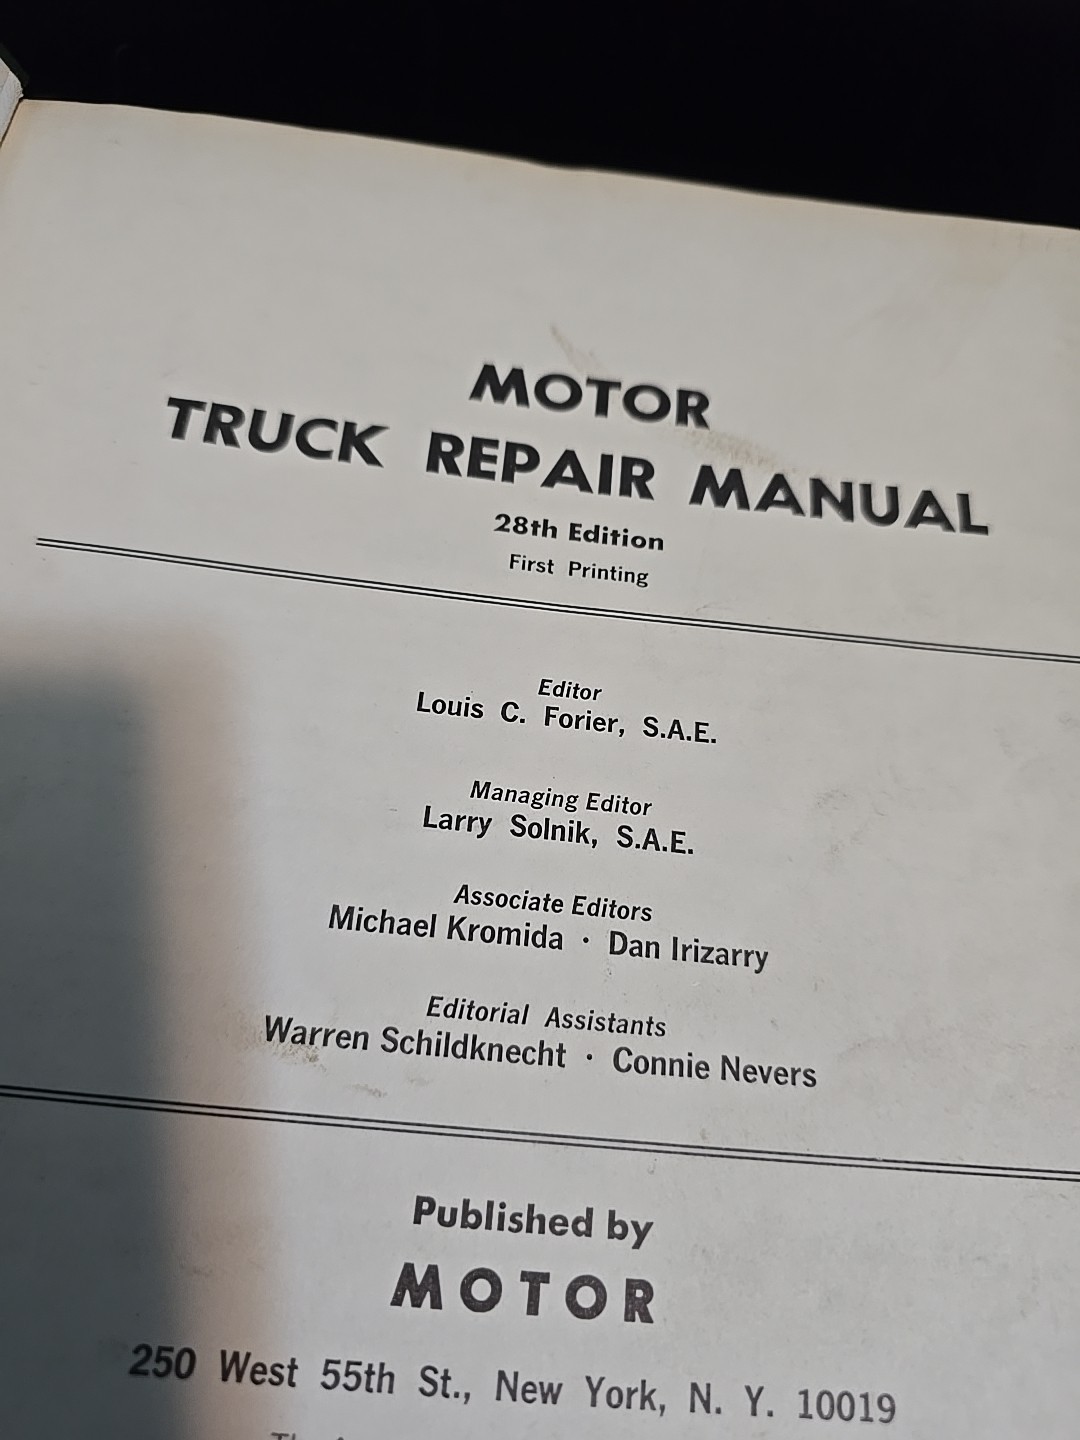 MOTOR
TRUCK REPAIR MANUAL
28th Edition
First Printing
Editor
Louis C. Forier, S.A.E.
Managing Editor
Larry Solnik, S.A.E.
Associate Editors
Michael Kromida · Dan Irizarry
Editorial Assistants
Warren Schildknecht · Connie Nevers
Published by
MOTOR
250 West 55th St., New York, N. Y. 10019